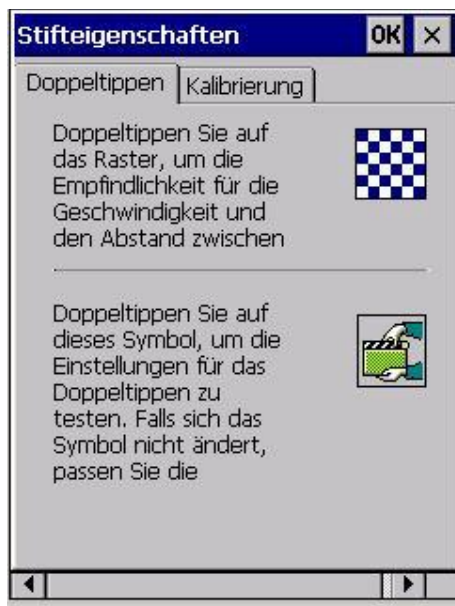 Stifteigenschaften OK ×
Doppeltippen Kalibrierung
Doppeltippen Sie auf
das Raster, um die
Empfindlichkeit für die
Geschwindigkeit und
den Abstand zwischen
Doppeltippen Sie auf
dieses Symbol, um die
Einstellungen für das
Doppeltippen zu
testen. Falls sich das
Symbol nicht ändert,
passen Sie die